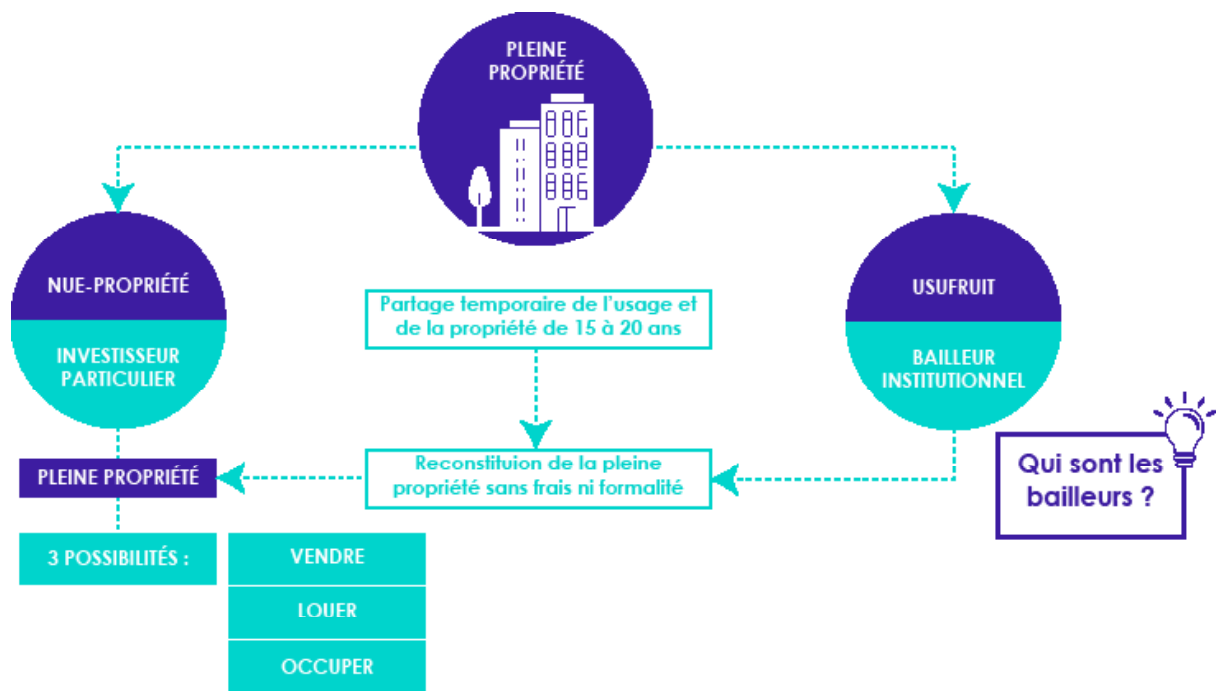 PLEINE
PROPRIÉTÉ
NUE-PROPRIÉTÉ
INVESTISSEUR
PARTICULIER
Partage temporaire de l'usage et
de la propriété de 15 à 20 ans
USUFRUIT
BAILLEUR
INSTITUTIONNEL
PLEINE PROPRIÉTÉ
Reconstituion de la pleine
propriété sans frais ni formalité
Qui sont les
bailleurs ?
3 POSSIBILITÉS :
VENDRE
LOUER
OCCUPER